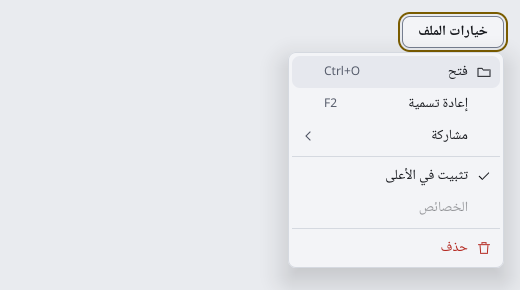 خيارات الملف
فتح Ctrl+O
إعادة تسمية F2
مشاركة
تثبيت في الأعلى
الخصائص
حذف